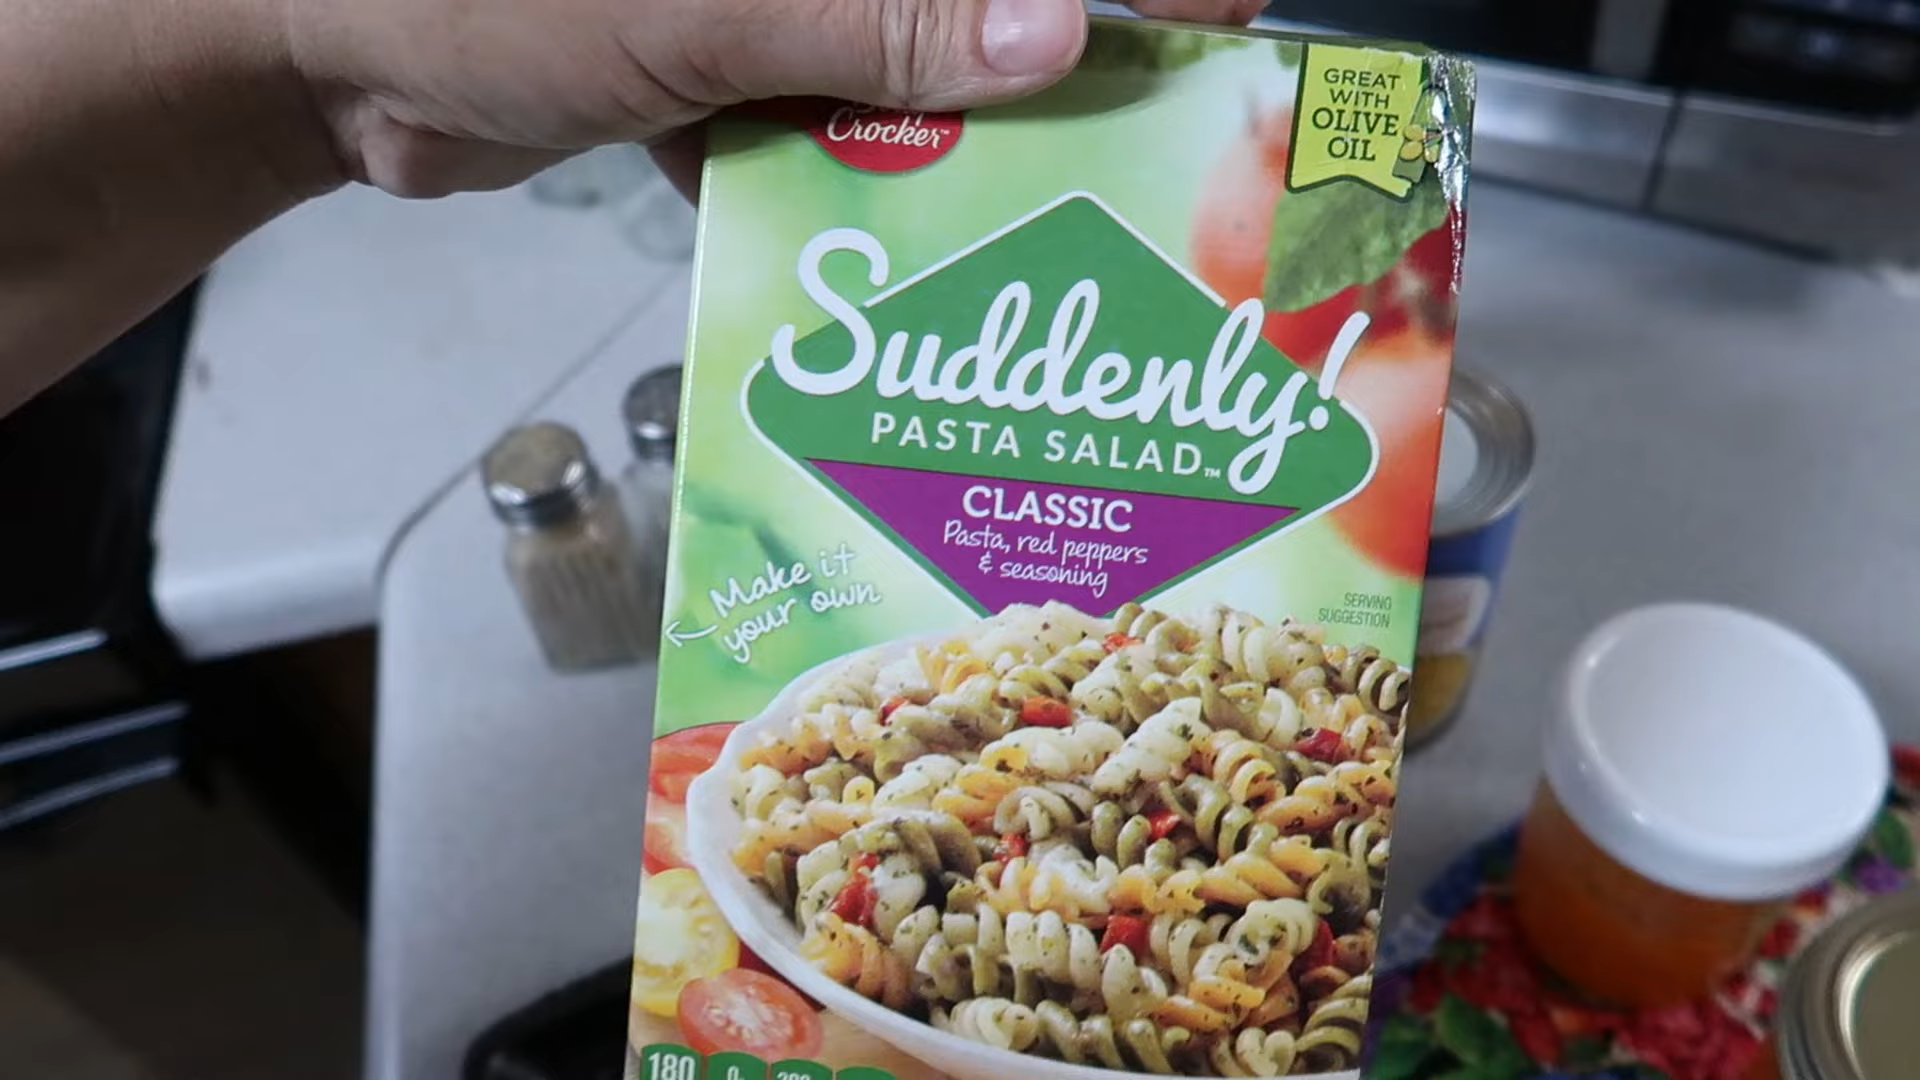 Crocker™
GREAT
WITH
OLIVE
OIL
Suddenly!
PASTA SALAD™
CLASSIC
Pasta, red peppers
& seasoning
Make it
your own
SERVING
SUGGESTION
180